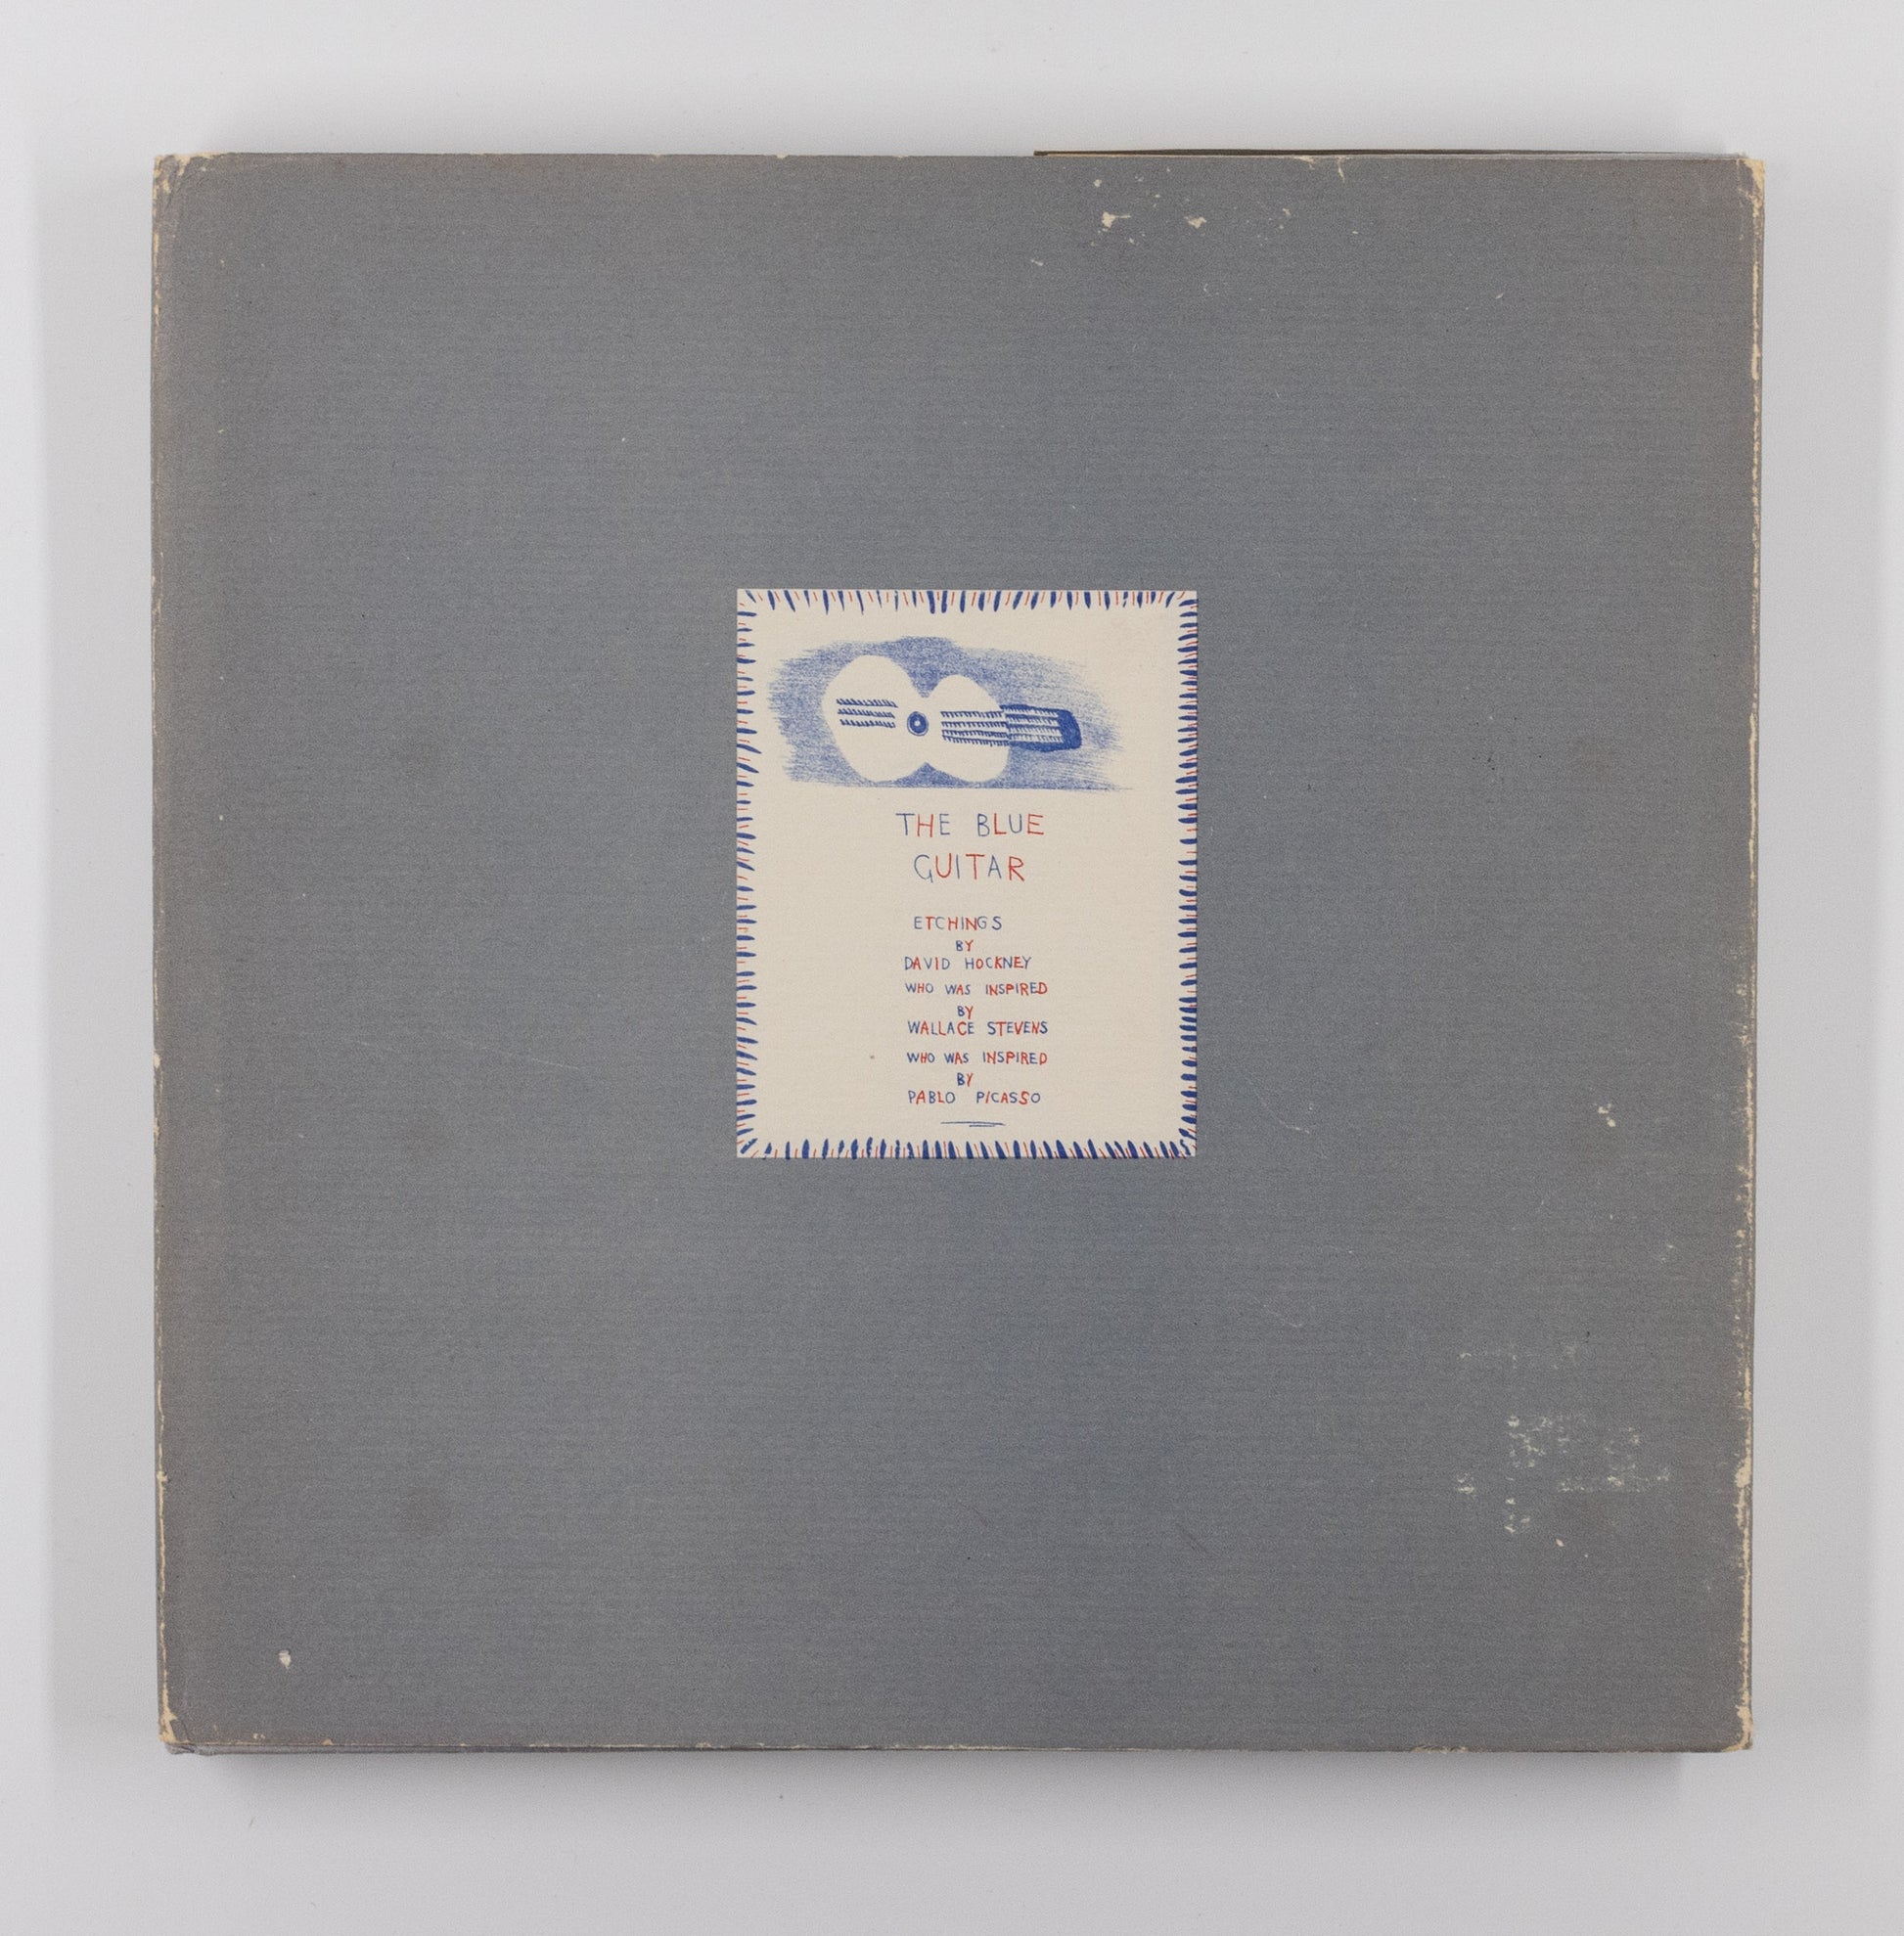 THE BLUE
GUITAR
ETCHINGS
BY
DAVID HOCKNEY
WHO WAS INSPIRED
BY
WALLACE STEVENS
WHO WAS INSPIRED
BY
PABLO PICASSO